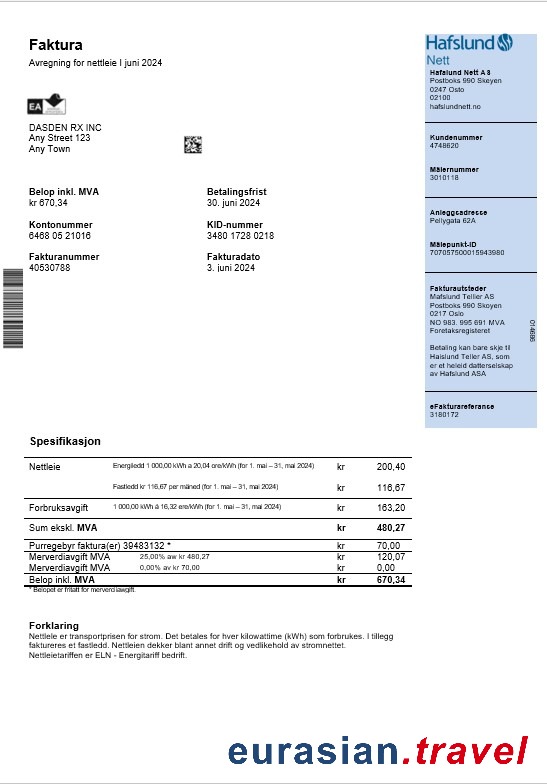 Faktura
Avregning for nettleie I juni 2024
Hafslund
Nett
Hafslund Nett AS
Postboks 990 Skeyen
0247 Osto
02100
hafslundnett.no
EA
DASDEN RX INC
Any Street 123
Any Town
Kundenummer
4748620
Målernummer
3010118
Belop inkl. MVA
kr 670,34
Betalingsfrist
30. juni 2024
Kontonummer
6468 05 21016
KID-nummer
3480 1728 0218
Fakturanummer
40530788
Fakturadato
3. juni 2024
Anleggsadresse
Pellygata 62A
Målepunkt-ID
707057500015943980
Fakturautsteder
Mafslund Teller AS
Postboks 990 Skoyen
0217 Oslo
NO 983. 995 691 MVA
Foretaksregisteret
Betaling kan bare skje til
Halslund Teller AS, som
er et heleid datterselskap
av Hafslund ASA
014686
eFakturareferance
3180172
Spesifikasjon
Nettleie Energiledd 1 000,00 kWh a 20,04 ore/kWh (for 1. mai – 31, mai 2024) kr 200,40
Fastledd kr 116,67 per måned (for 1. mai – 31, mai 2024) kr 116,67
Forbruksavgift 1 000,00 kWh à 16,32 ere/kWh (for 1. mai – 31, mai 2024) kr 163,20
Sum ekskl. MVA kr 480,27
Purregebyr faktura(er) 39483132 * kr 70,00
Merverdiavgift MVA 25,00% aw kr 480,27 kr 120,07
Merverdiavgift MVA 0,00% av kr 70,00 kr 0,00
Belop inkl. MVA kr 670,34
* Belopet er fritatt for merverdiavgift.
Forklaring
Nettlele er transportprisen for strom. Det betales for hver kilowattime (kWh) som forbrukes. I tillegg
faktureres et fastledd. Nettleien dekker blant annet drift og vedlikehold av stromnettet.
Nettleietariffen er ELN - Energitariff bedrift.
eurasian.travel